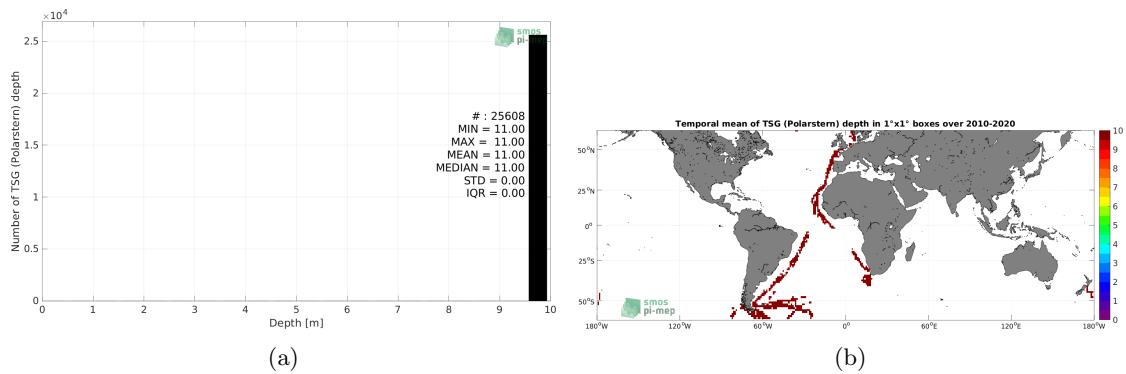 ×10⁴
2.5
2
1.5
1
0.5
0
Number of TSG (Polarstern) depth
smos
pi-mep
# : 25608
MIN = 11.00
MAX = 11.00
MEAN = 11.00
MEDIAN = 11.00
STD = 0.00
IQR = 0.00
0 1 2 3 4 5 6 7 8 9 10
Depth [m]
(a)
Temporal mean of TSG (Polarstern) depth in 1°x1° boxes over 2010-2020
50°N
25°N
0°
25°S
50°S
smos
pi-mep
180°W 120°W 60°W 0° 60°E 120°E 180°W
10
9
8
7
6
5
4
3
2
1
0
(b)